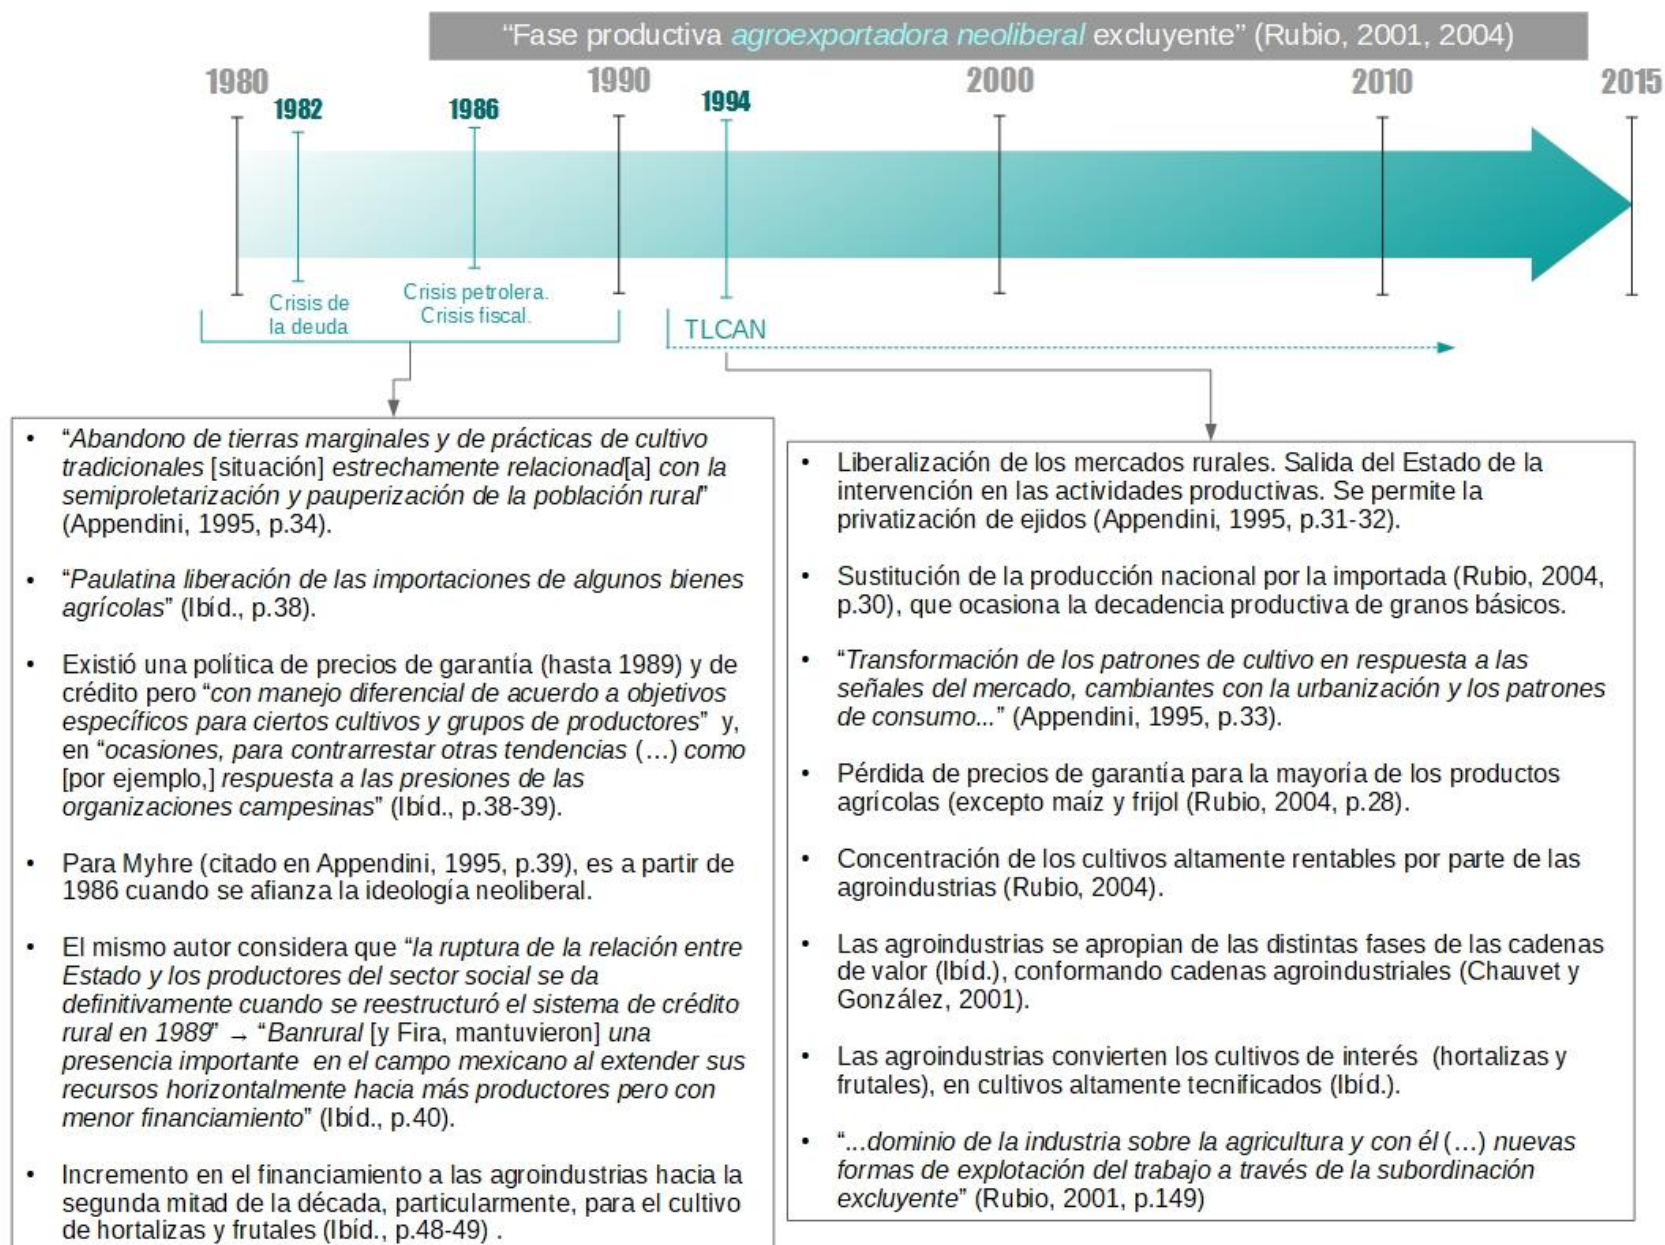 “Fase productiva agroexportadora neoliberal excluyente” (Rubio, 2001, 2004)
1980
1982
1986
1990
1994
2000
2010
2015
Crisis de
la deuda
Crisis petrolera.
Crisis fiscal.
TLCAN
• “Abandono de tierras marginales y de prácticas de cultivo
tradicionales [situación] estrechamente relacionad[a] con la
semiproletarización y pauperización de la población rural”
(Appendini, 1995, p.34).
• “Paulatina liberación de las importaciones de algunos bienes
agrícolas” (Ibíd., p.38).
• Existió una política de precios de garantía (hasta 1989) y de
crédito pero “con manejo diferencial de acuerdo a objetivos
específicos para ciertos cultivos y grupos de productores” y,
en “ocasiones, para contrarrestar otras tendencias (…) como
[por ejemplo,] respuesta a las presiones de las
organizaciones campesinas” (Ibíd., p.38-39).
• Para Myhre (citado en Appendini, 1995, p.39), es a partir de
1986 cuando se afianza la ideología neoliberal.
• El mismo autor considera que “la ruptura de la relación entre
Estado y los productores del sector social se da
definitivamente cuando se reestructuró el sistema de crédito
rural en 1989” → “Banrural [y Fira, mantuvieron] una
presencia importante en el campo mexicano al extender sus
recursos horizontalmente hacia más productores pero con
menor financiamiento” (Ibíd., p.40).
• Incremento en el financiamiento a las agroindustrias hacia la
segunda mitad de la década, particularmente, para el cultivo
de hortalizas y frutales (Ibíd., p.48-49) .
• Liberalización de los mercados rurales. Salida del Estado de la
intervención en las actividades productivas. Se permite la
privatización de ejidos (Appendini, 1995, p.31-32).
• Sustitución de la producción nacional por la importada (Rubio, 2004,
p.30), que ocasiona la decadencia productiva de granos básicos.
• “Transformación de los patrones de cultivo en respuesta a las
señales del mercado, cambiantes con la urbanización y los patrones
de consumo...” (Appendini, 1995, p.33).
• Pérdida de precios de garantía para la mayoría de los productos
agrícolas (excepto maíz y frijol (Rubio, 2004, p.28).
• Concentración de los cultivos altamente rentables por parte de las
agroindustrias (Rubio, 2004).
• Las agroindustrias se apropian de las distintas fases de las cadenas
de valor (Ibíd.), conformando cadenas agroindustriales (Chauvet y
González, 2001).
• Las agroindustrias convierten los cultivos de interés (hortalizas y
frutales), en cultivos altamente tecnificados (Ibíd.).
• “...dominio de la industria sobre la agricultura y con él (…) nuevas
formas de explotación del trabajo a través de la subordinación
excluyente” (Rubio, 2001, p.149)